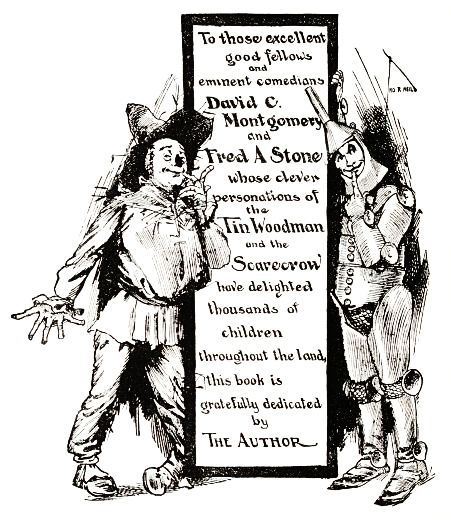 To those excellent
good fellows
and
eminent comedians
David C.
Montgomery
and
Fred A Stone
whose clever
personations of
the
Tin Woodman
and the
Scarecrow
have delighted
thousands of
children
throughout the land,
this book is
gratefully dedicated
by
THE AUTHOR